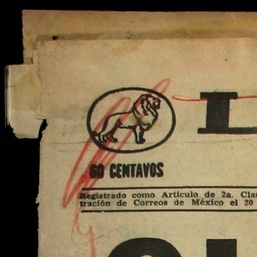 L
60 CENTAVOS
Registrado como Artículo de 2a. Cla
tración de Correos de México el 20